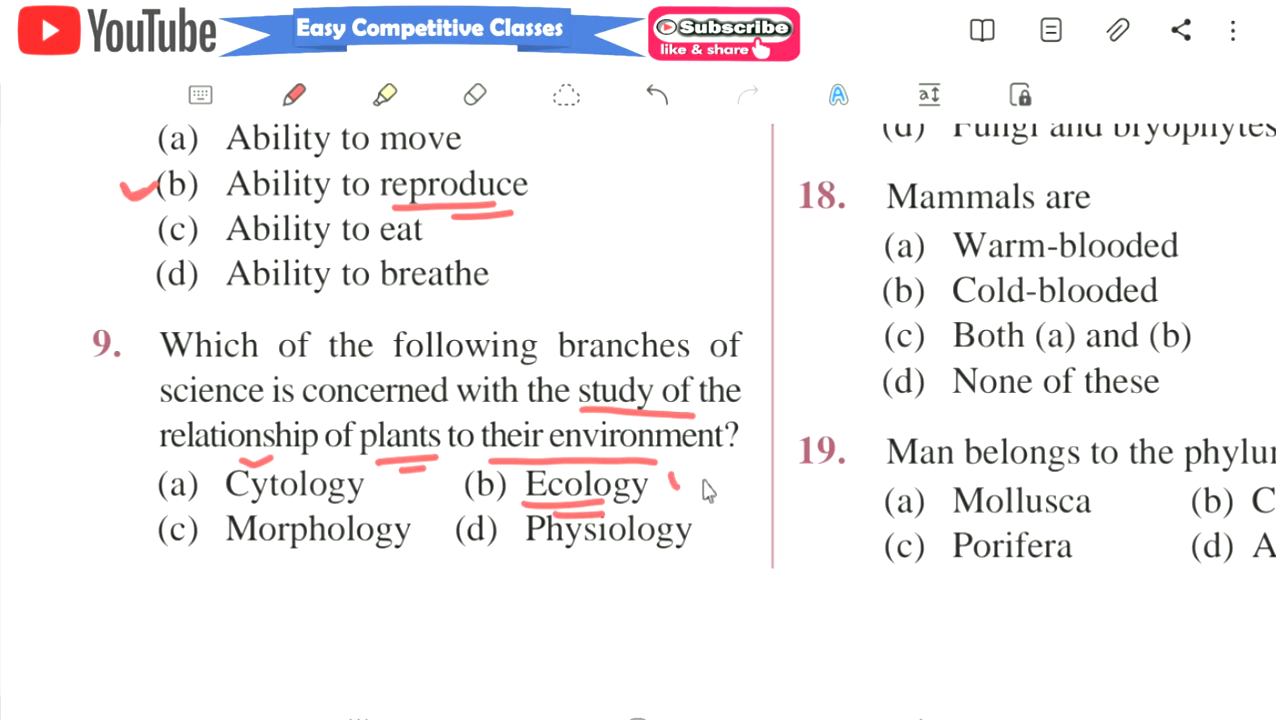 YouTube
Easy Competitive Classes
Subscribe
like & share
(a) Ability to move
(b) Ability to reproduce
(c) Ability to eat
(d) Ability to breathe
9. Which of the following branches of
science is concerned with the study of the
relationship of plants to their environment?
(a) Cytology (b) Ecology
(c) Morphology (d) Physiology
(d) Fungi and bryophytes
18. Mammals are
(a) Warm-blooded
(b) Cold-blooded
(c) Both (a) and (b)
(d) None of these
19. Man belongs to the
(a) Mollusca (b) C
(c) Porifera (d) A